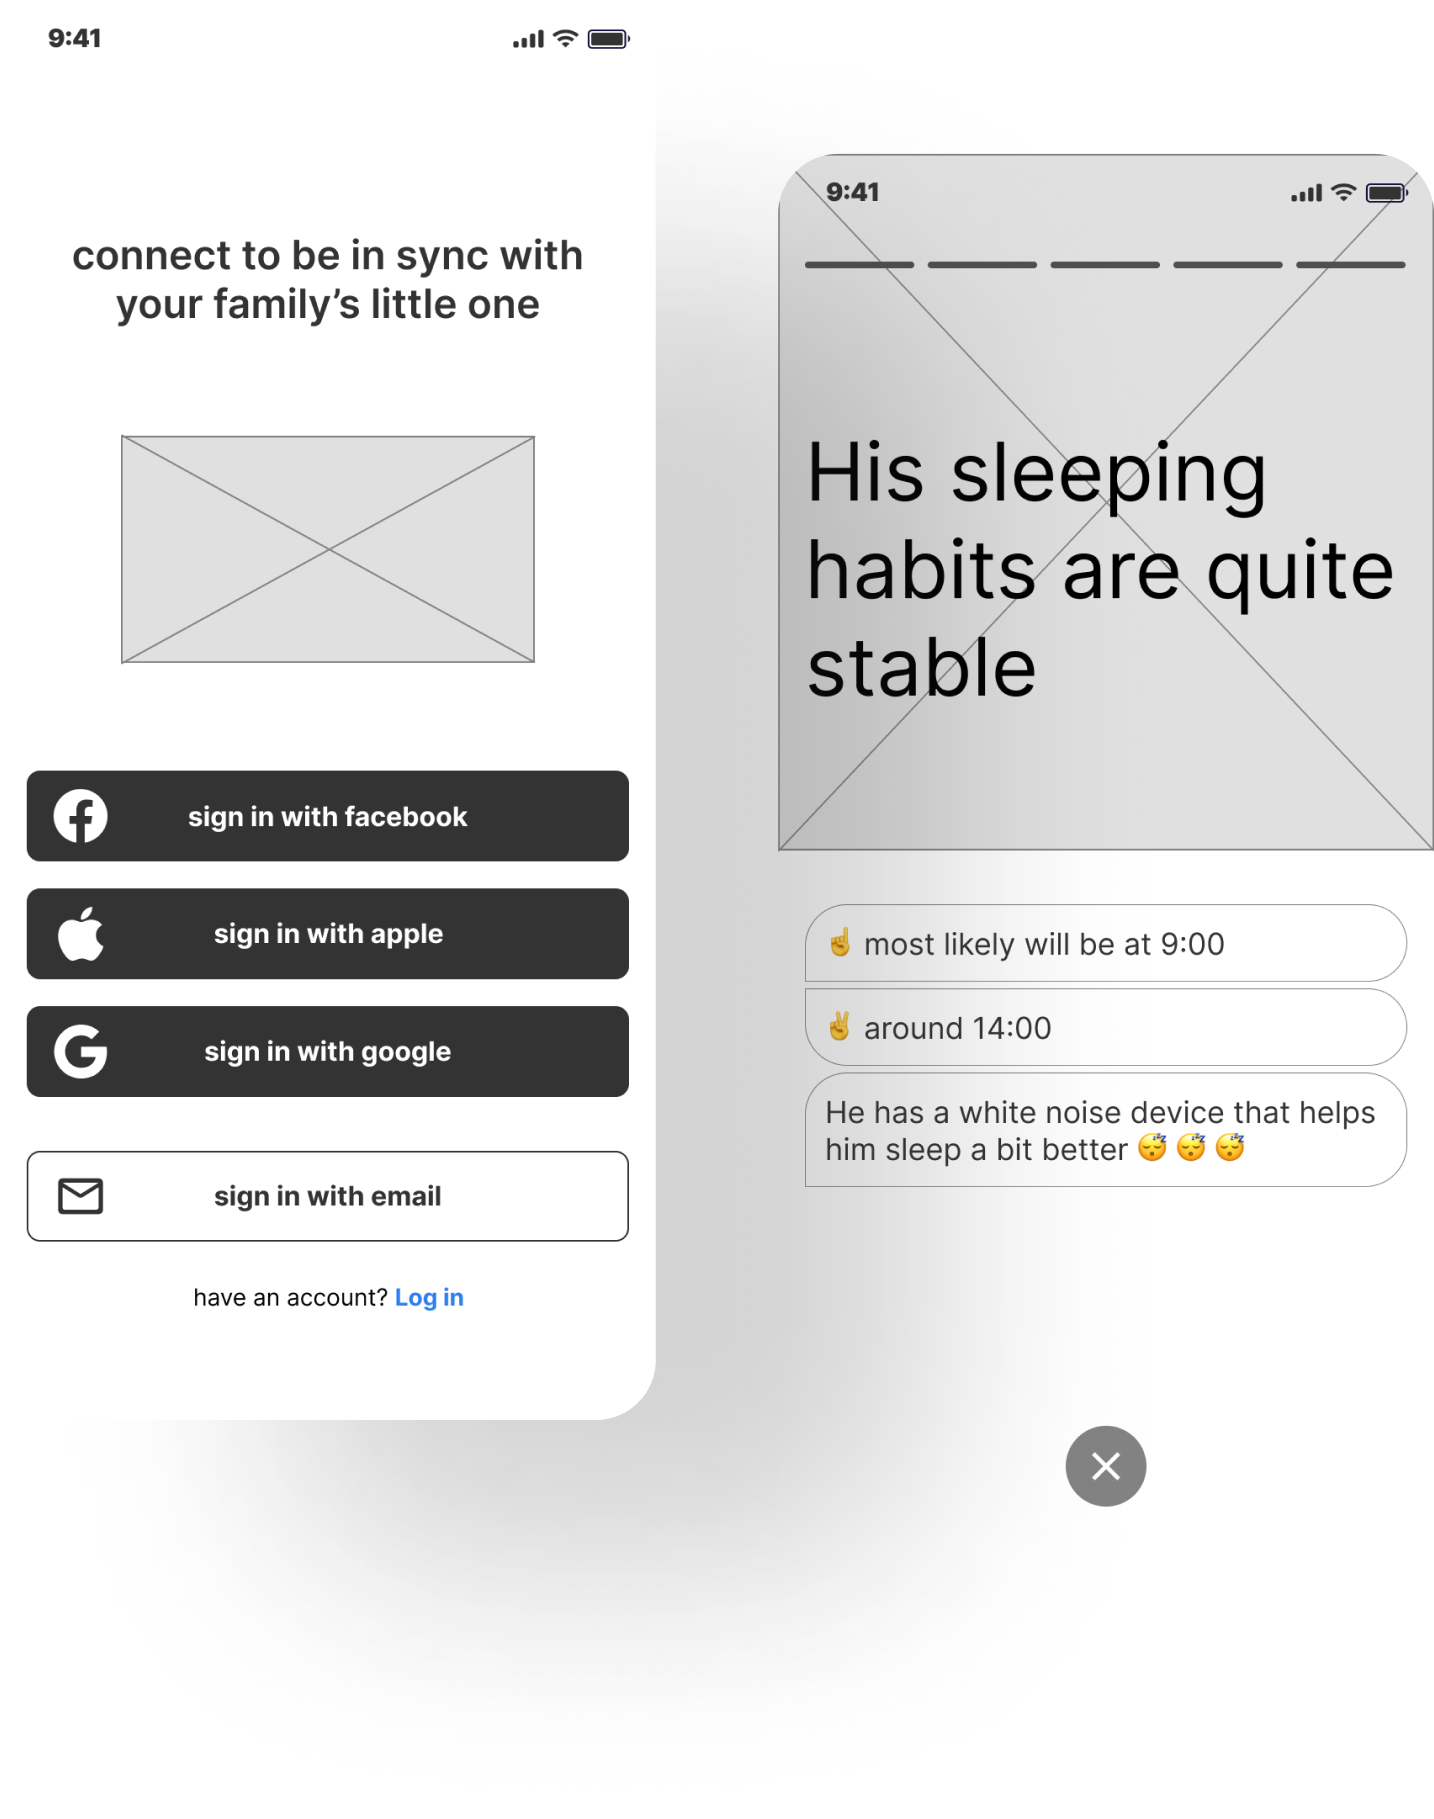 9:41
connect to be in sync with
your family’s little one
sign in with facebook
sign in with apple
sign in with google
sign in with email
have an account? Log in
9:41
His sleeping
habits are quite
stable
☝️ most likely will be at 9:00
✌️ around 14:00
He has a white noise device that helps
him sleep a bit better 😴 😴 😴